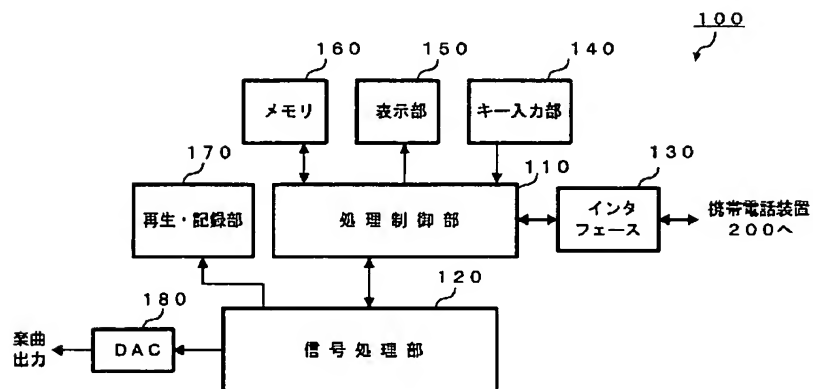 100
160
150
140
メモリ
表示部
キー入力部
170
110
130
再生・記録部
処理制御部
インタ
フェース
携帯電話装置
200へ
120
180
楽曲
出力
DAC
信号処理部